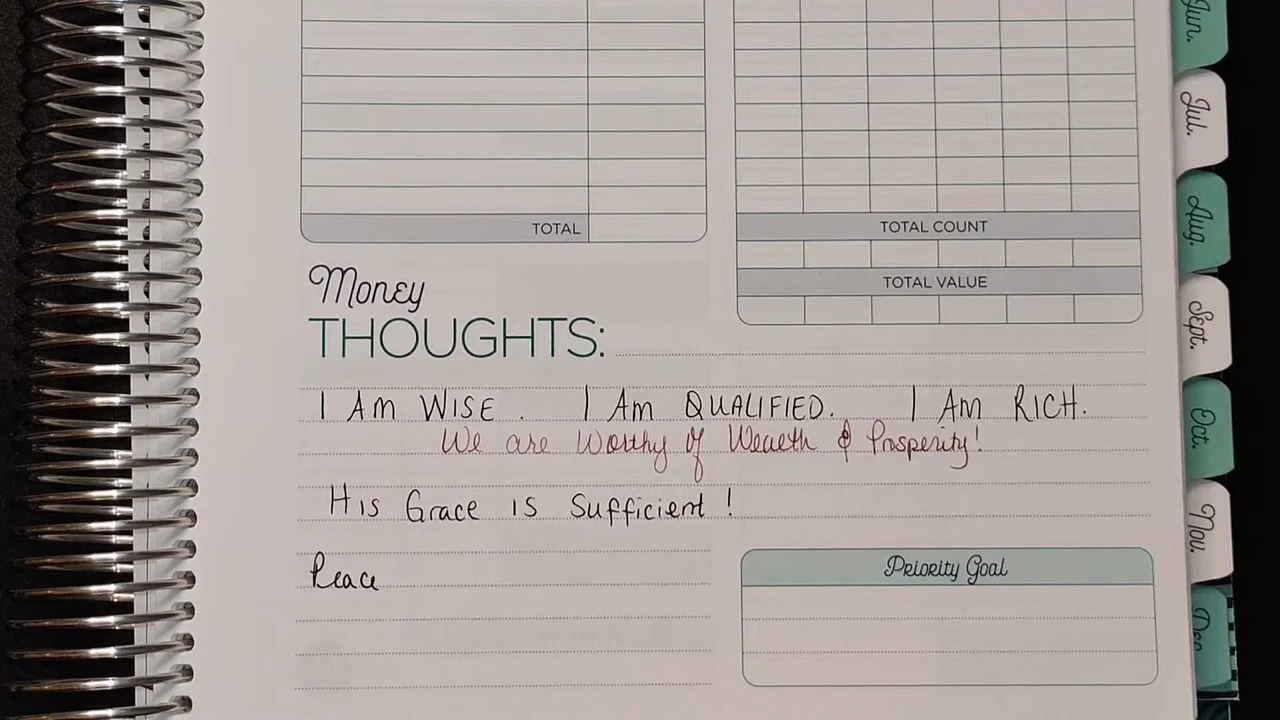 TOTAL
TOTAL COUNT
TOTAL VALUE
Money
THOUGHTS:
I AM WISE. I AM QUALIFIED. I AM RICH.
We are Worthy of Wealth & Prosperity!
His Grace is Sufficient!
Peace
Priority Goal
Jun.
Jul.
Aug.
Sept.
Oct.
Nov.
Dec.